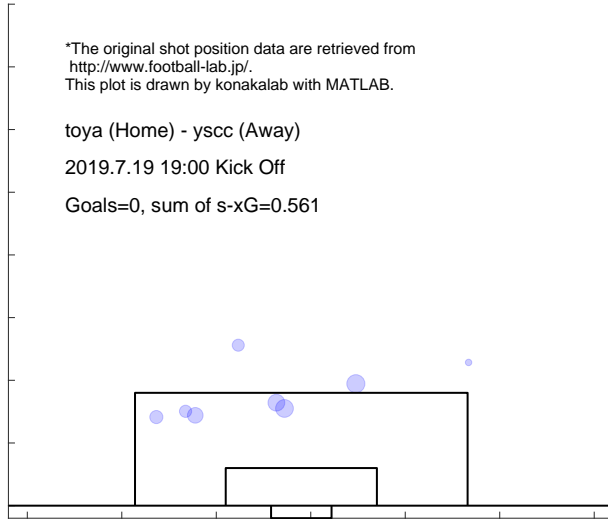 *The original shot position data are retrieved from
http://www.football-lab.jp/.
This plot is drawn by konakalab with MATLAB.
toya (Home) - yscc (Away)
2019.7.19 19:00 Kick Off
Goals=0, sum of s-xG=0.561